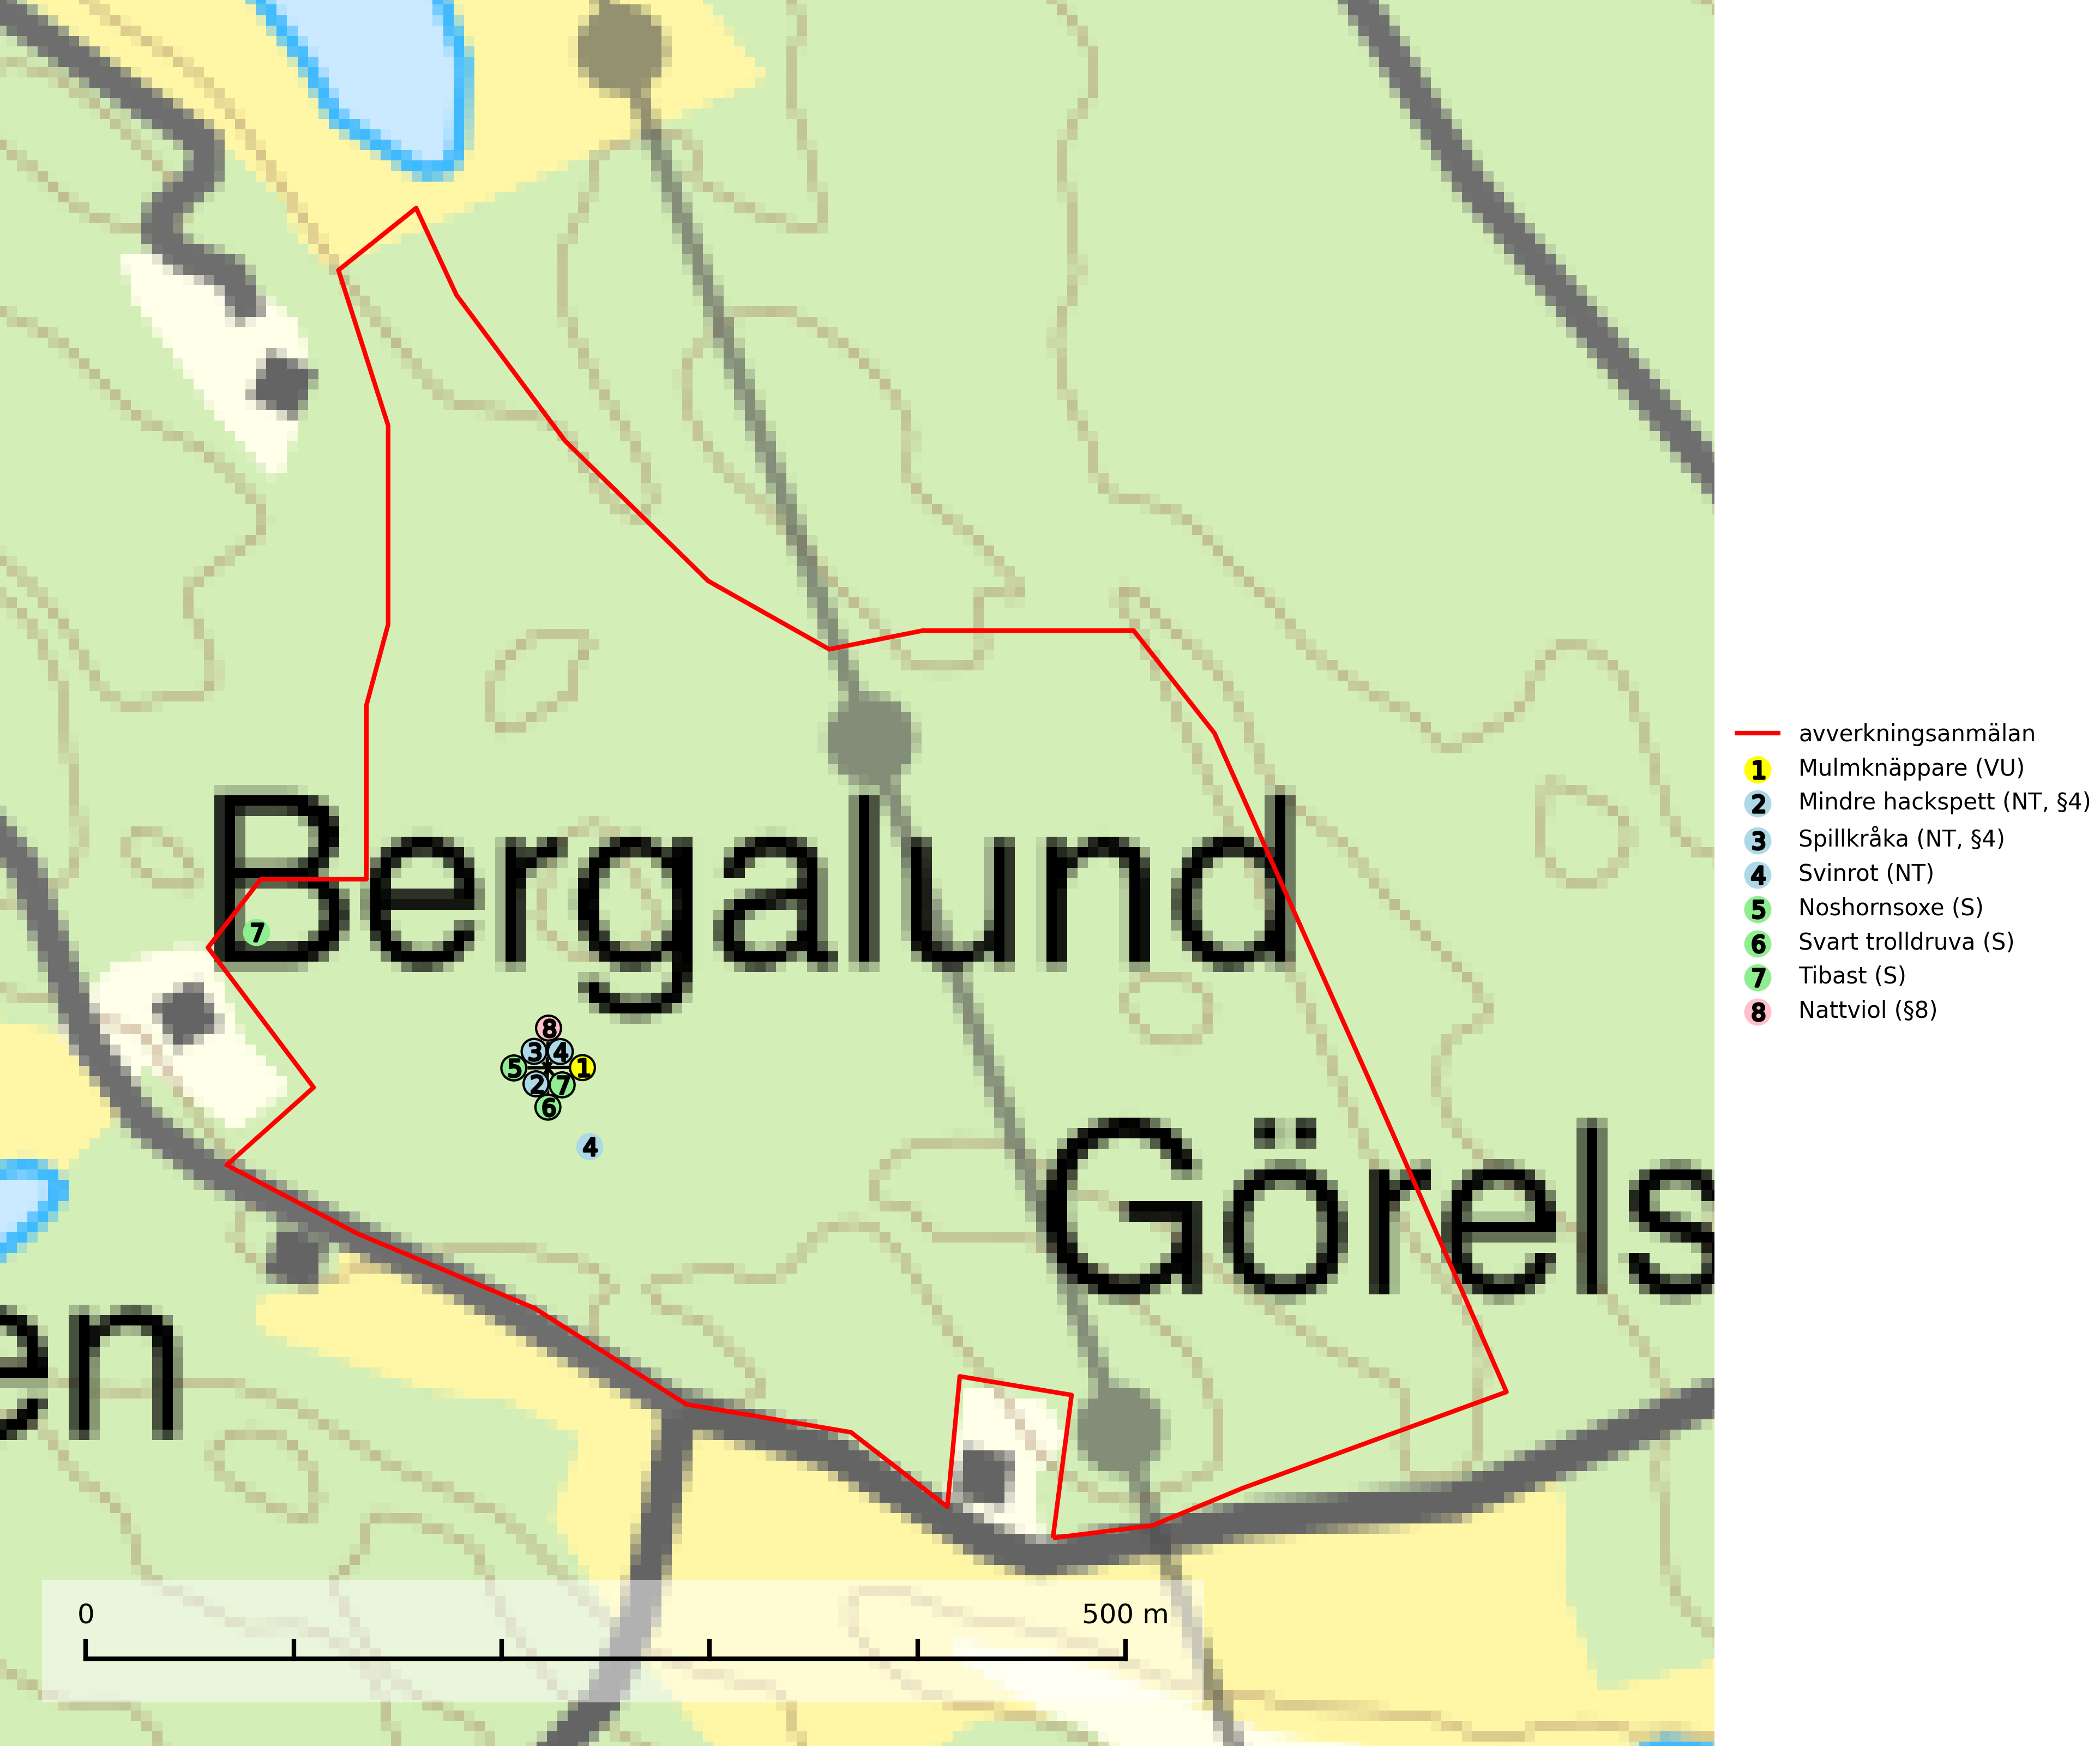 Bergalund
7
8
3 4
5 1
2 7
6
4
Görels
en
0 500 m
avverkningsanmälan
1 Mulmknäppare (VU)
2 Mindre hackspett (NT, §4)
3 Spillkråka (NT, §4)
4 Svinrot (NT)
5 Noshornsoxe (S)
6 Svart trolldruva (S)
7 Tibast (S)
8 Nattviol (§8)